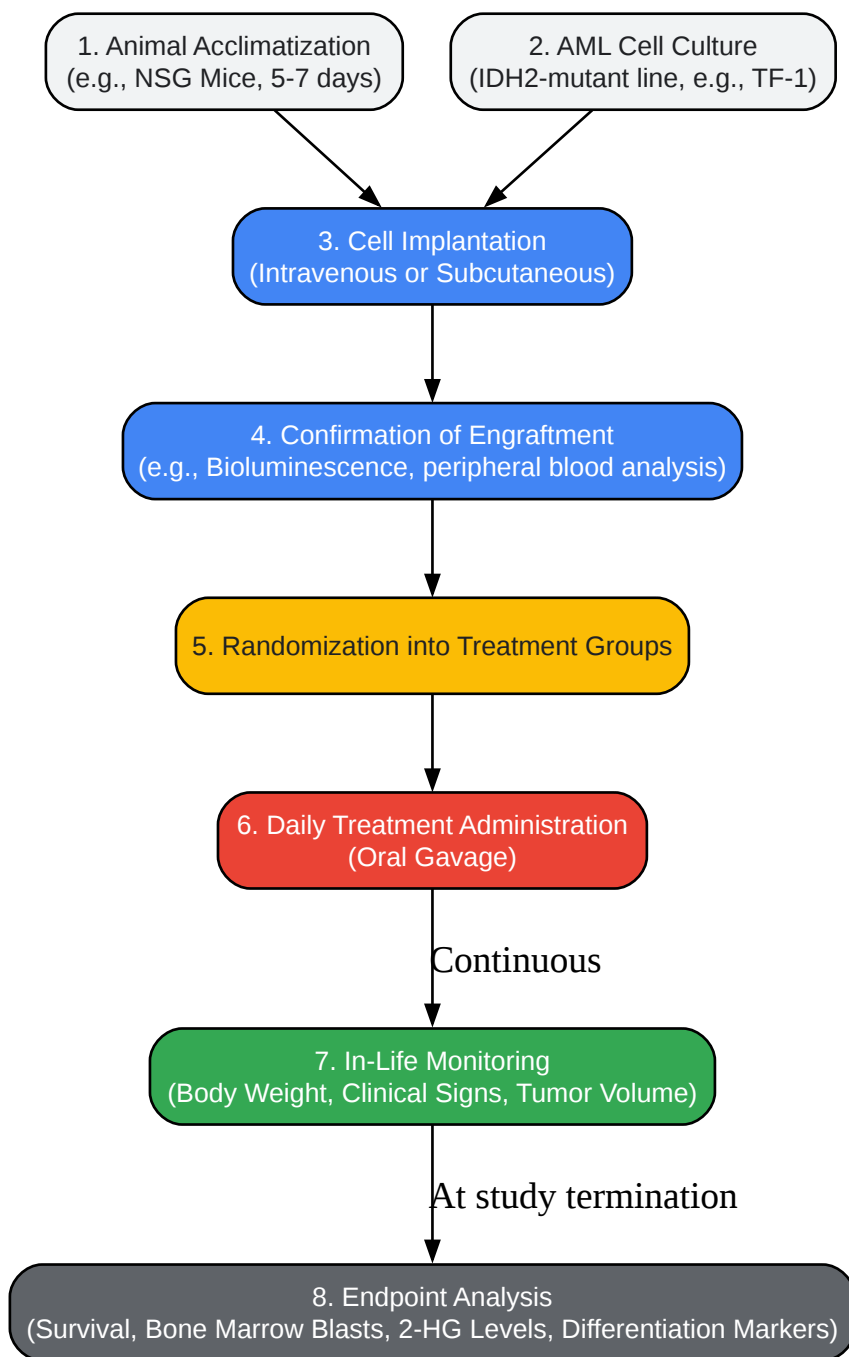 1. Animal Acclimatization
(e.g., NSG Mice, 5-7 days)
2. AML Cell Culture
(IDH2-mutant line, e.g., TF-1)
3. Cell Implantation
(Intravenous or Subcutaneous)
4. Confirmation of Engraftment
(e.g., Bioluminescence, peripheral blood analysis)
5. Randomization into Treatment Groups
6. Daily Treatment Administration
(Oral Gavage)
Continuous
7. In-Life Monitoring
(Body Weight, Clinical Signs, Tumor Volume)
At study termination
8. Endpoint Analysis
(Survival, Bone Marrow Blasts, 2-HG Levels, Differentiation Markers)